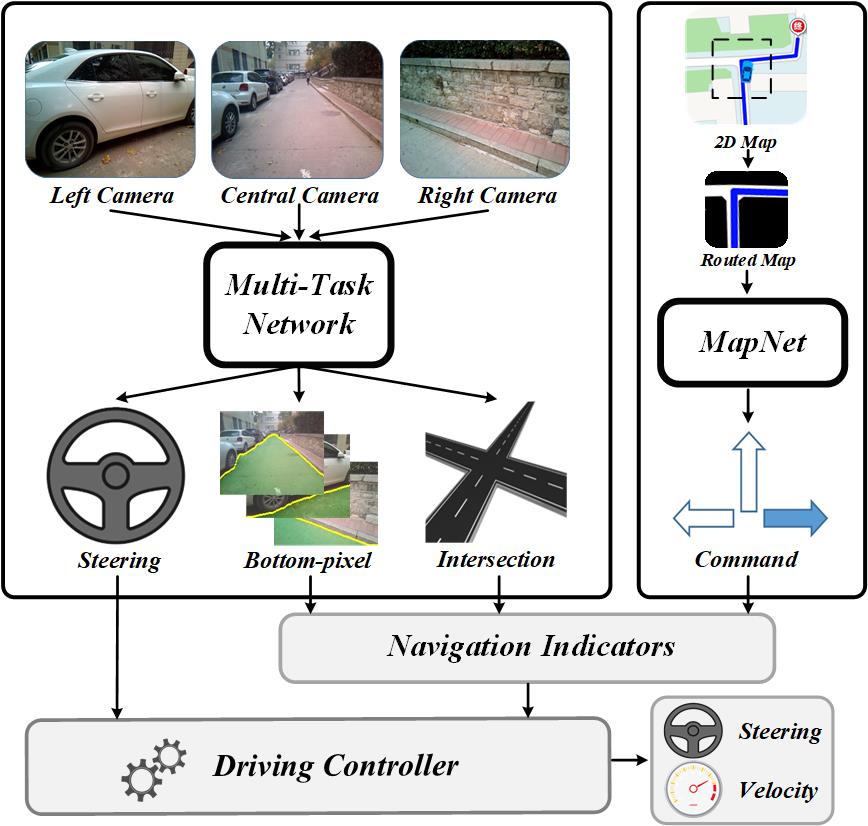 终
2D Map
Left Camera
Central Camera
Right Camera
Routed Map
Multi-Task
Network
MapNet
Steering
Bottom-pixel
Intersection
Command
Navigation Indicators
Driving Controller
Steering
Velocity